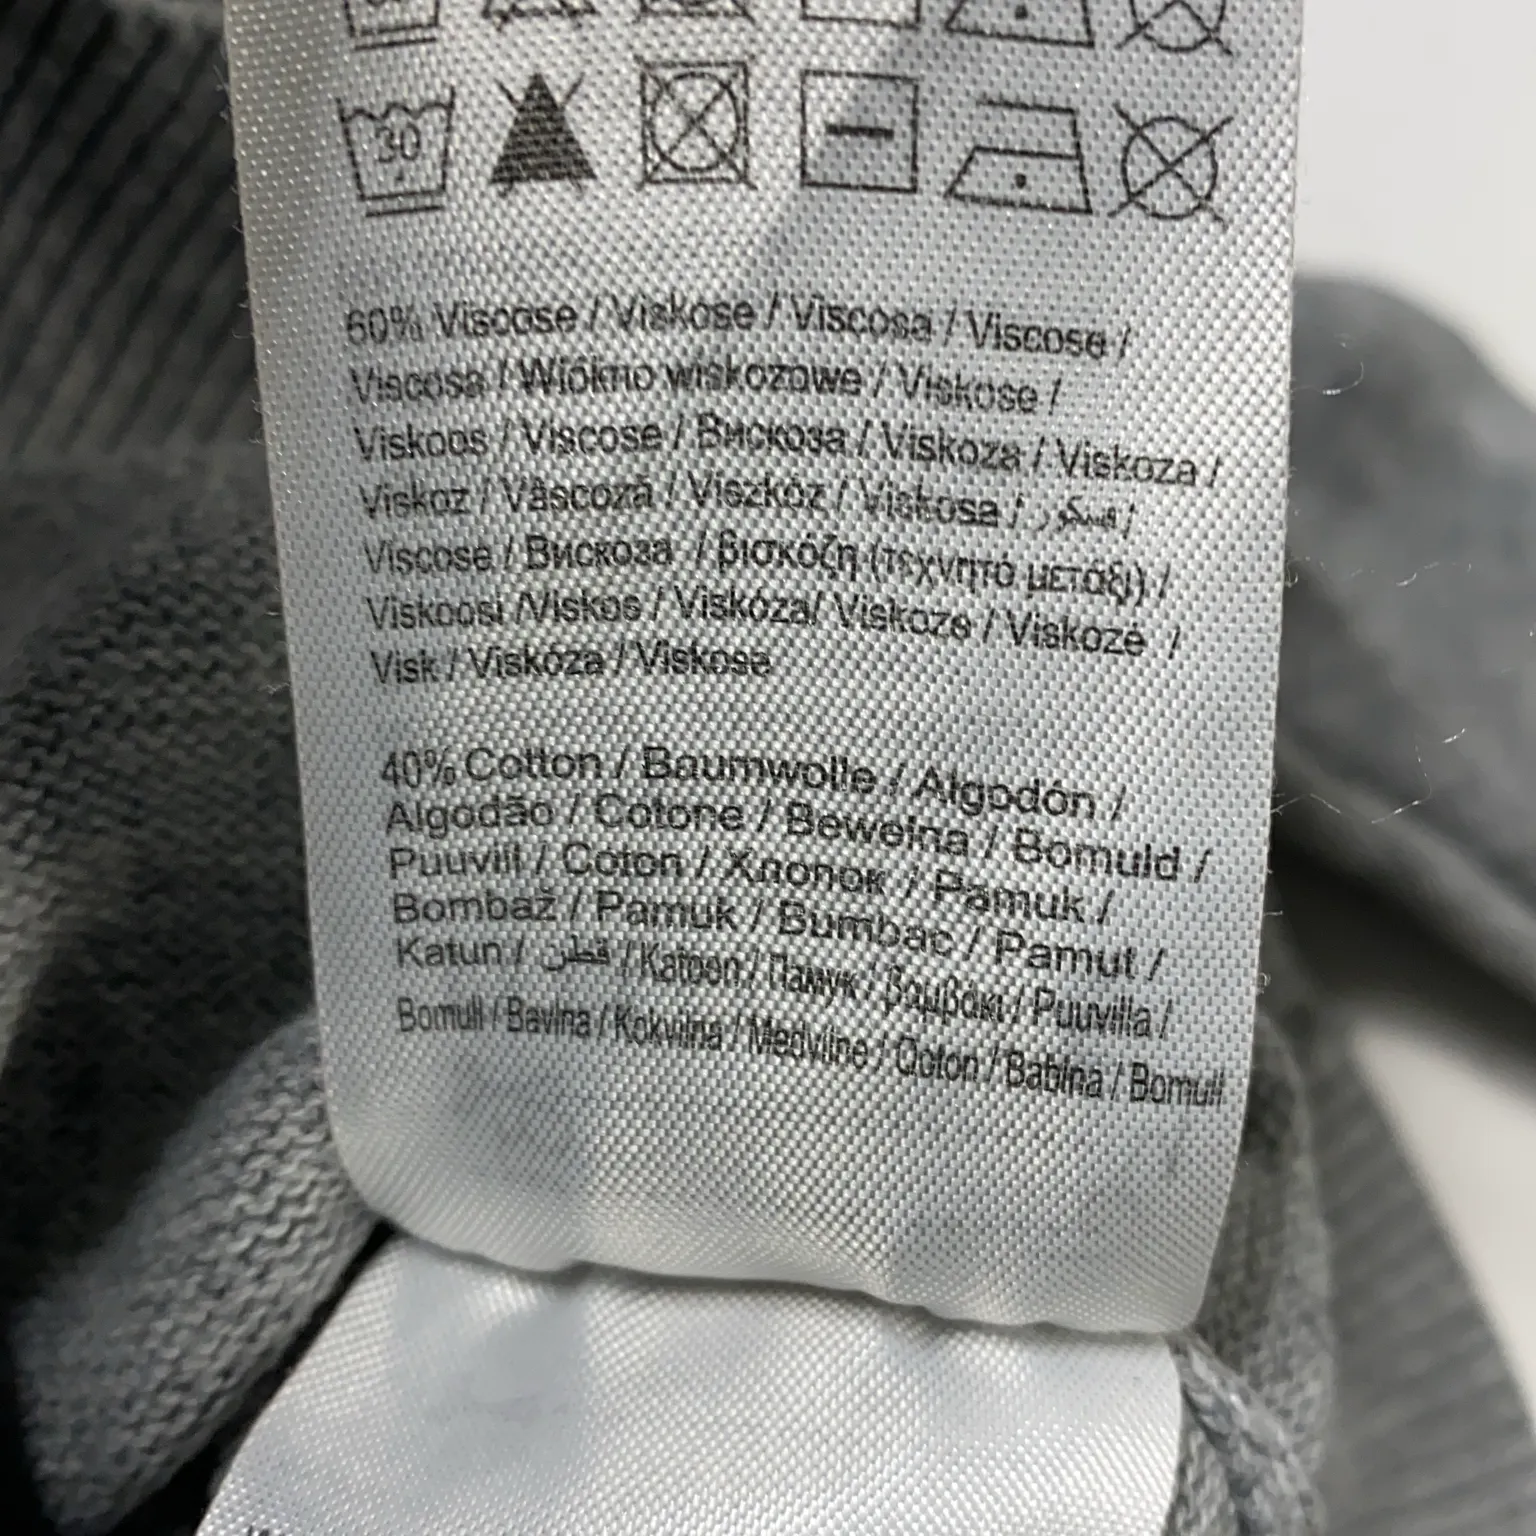 30
60% Viscose / Viskose / Viscosa / Viscose /
Viscosa / Włókno wiskozowe / Viskose /
Viskoos / Viscose / Вискоза / Viskoza / Viskoza /
Viskoz / Vâscoză / Viszkóz / Viskosa / فسكوز /
Viscose / Вискоза / βισκόζη (τεχνητό μετάξι) /
Viskoosi /Viskos / Viskóza/ Viskoze / Viskozė /
Visk / Viskóza / Viskose
40% Cotton / Baumwolle / Algodón /
Algodão / Cotone / Bewełna / Bomuld /
Puuvill / Coton / Хлопок / Pamuk /
Bombaž / Pamuk / Bumbac / Pamut /
Katun / قطن / Katoen / Памук / βαμβάκι / Puuvilla /
Bomull / Bavlna / Kokvilna / Medvilne / Qoton / Bablna / Bomull